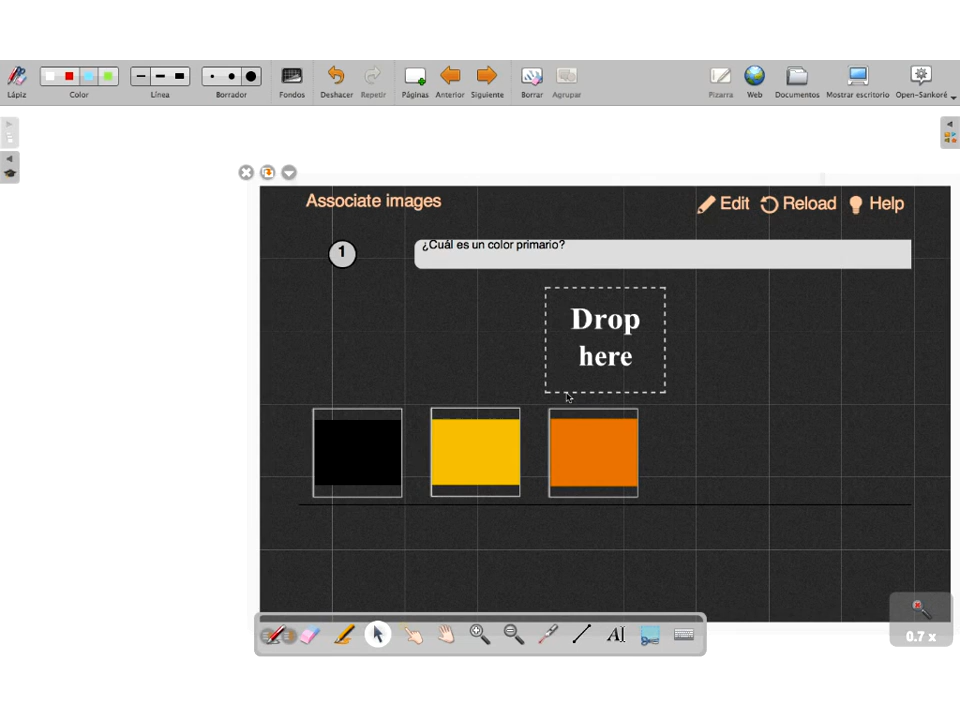 Lápiz
Color
Línea
Borrador
Fondos
Deshacer
Repetir
Páginas
Anterior
Siguiente
Borrar
Agrupar
Pizarra
Web
Documentos
Mostrar escritorio
Open-Sankoré
Associate images
Edit
Reload
Help
1
¿Cuál es un color primario?
Drop
here
AI
0.7 x